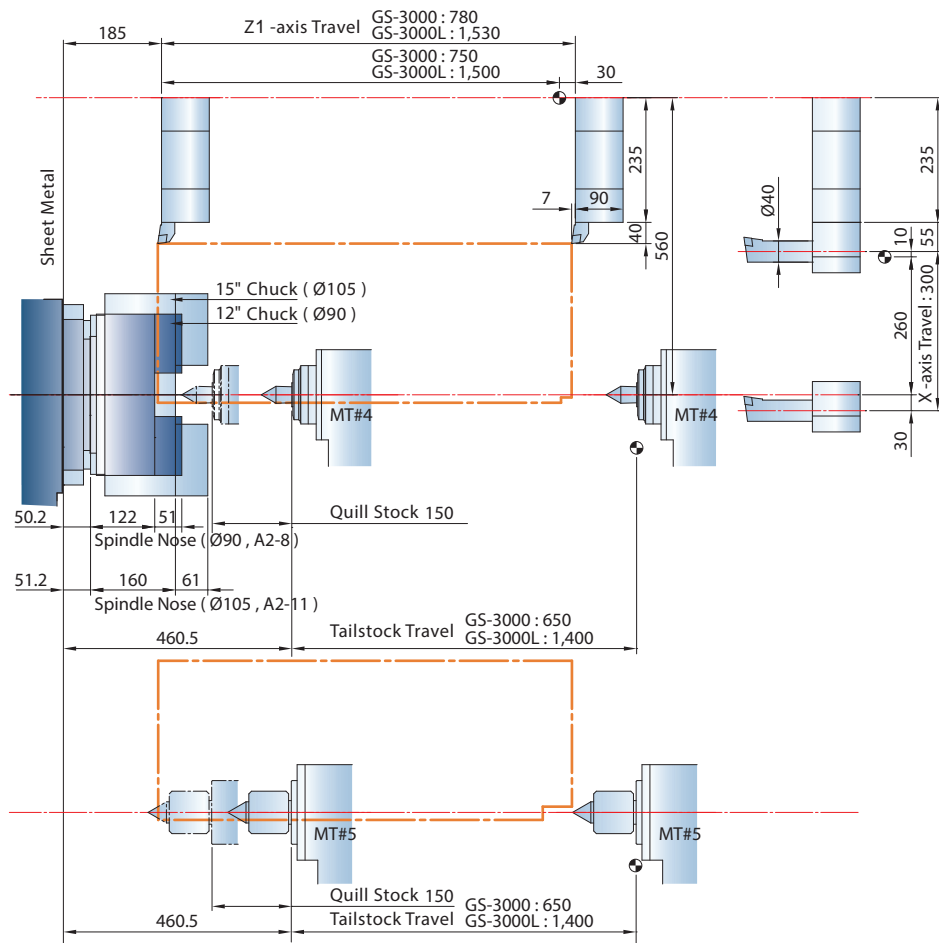 185
Z1 -axis Travel
GS-3000 : 780
GS-3000L : 1,530
GS-3000 : 750
GS-3000L : 1,500
30
Sheet Metal
235
7
90
40
560
Ø40
235
55
10
260
X -axis Travel : 300
30
15" Chuck ( Ø105 )
12" Chuck ( Ø90 )
MT#4
MT#4
50.2
122
51
Quill Stock 150
Spindle Nose ( Ø90 , A2-8 )
51.2
160
61
Spindle Nose ( Ø105 , A2-11 )
460.5
Tailstock Travel
GS-3000 : 650
GS-3000L : 1,400
MT#5
MT#5
Quill Stock 150
460.5
Tailstock Travel
GS-3000 : 650
GS-3000L : 1,400